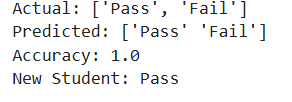 Actual: ['Pass', 'Fail']
Predicted: ['Pass' 'Fail']
Accuracy: 1.0
New Student: Pass